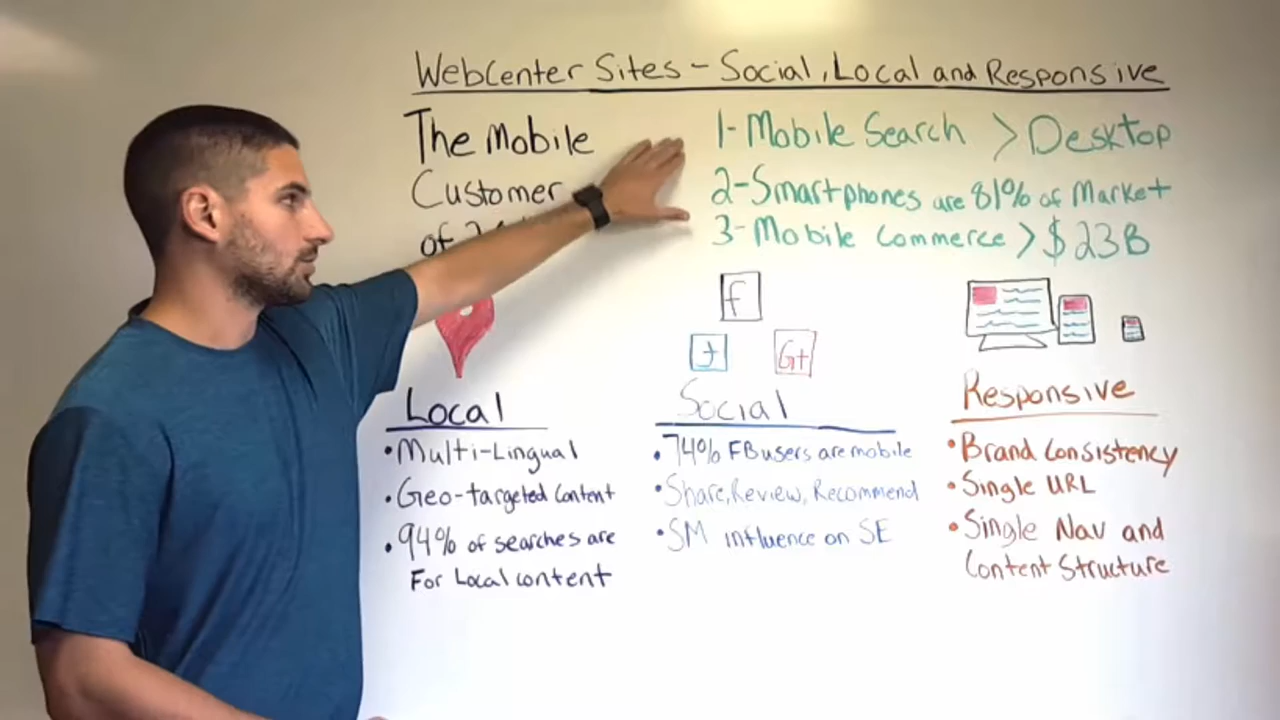 WebCenter Sites - Social, Local and Responsive
The Mobile
Customer
of
1- Mobile Search > Desktop
2- Smartphones are 81% of Market
3- Mobile Commerce > $23B
f
G+
Local
• Multi-Lingual
• Geo-targeted Content
• 94% of searches are
For Local content
Social
• 74% FB users are mobile
• Share, Review, Recommend
• SM influence on SE
Responsive
• Brand Consistency
• Single URL
• Single Nav and
Content Structure